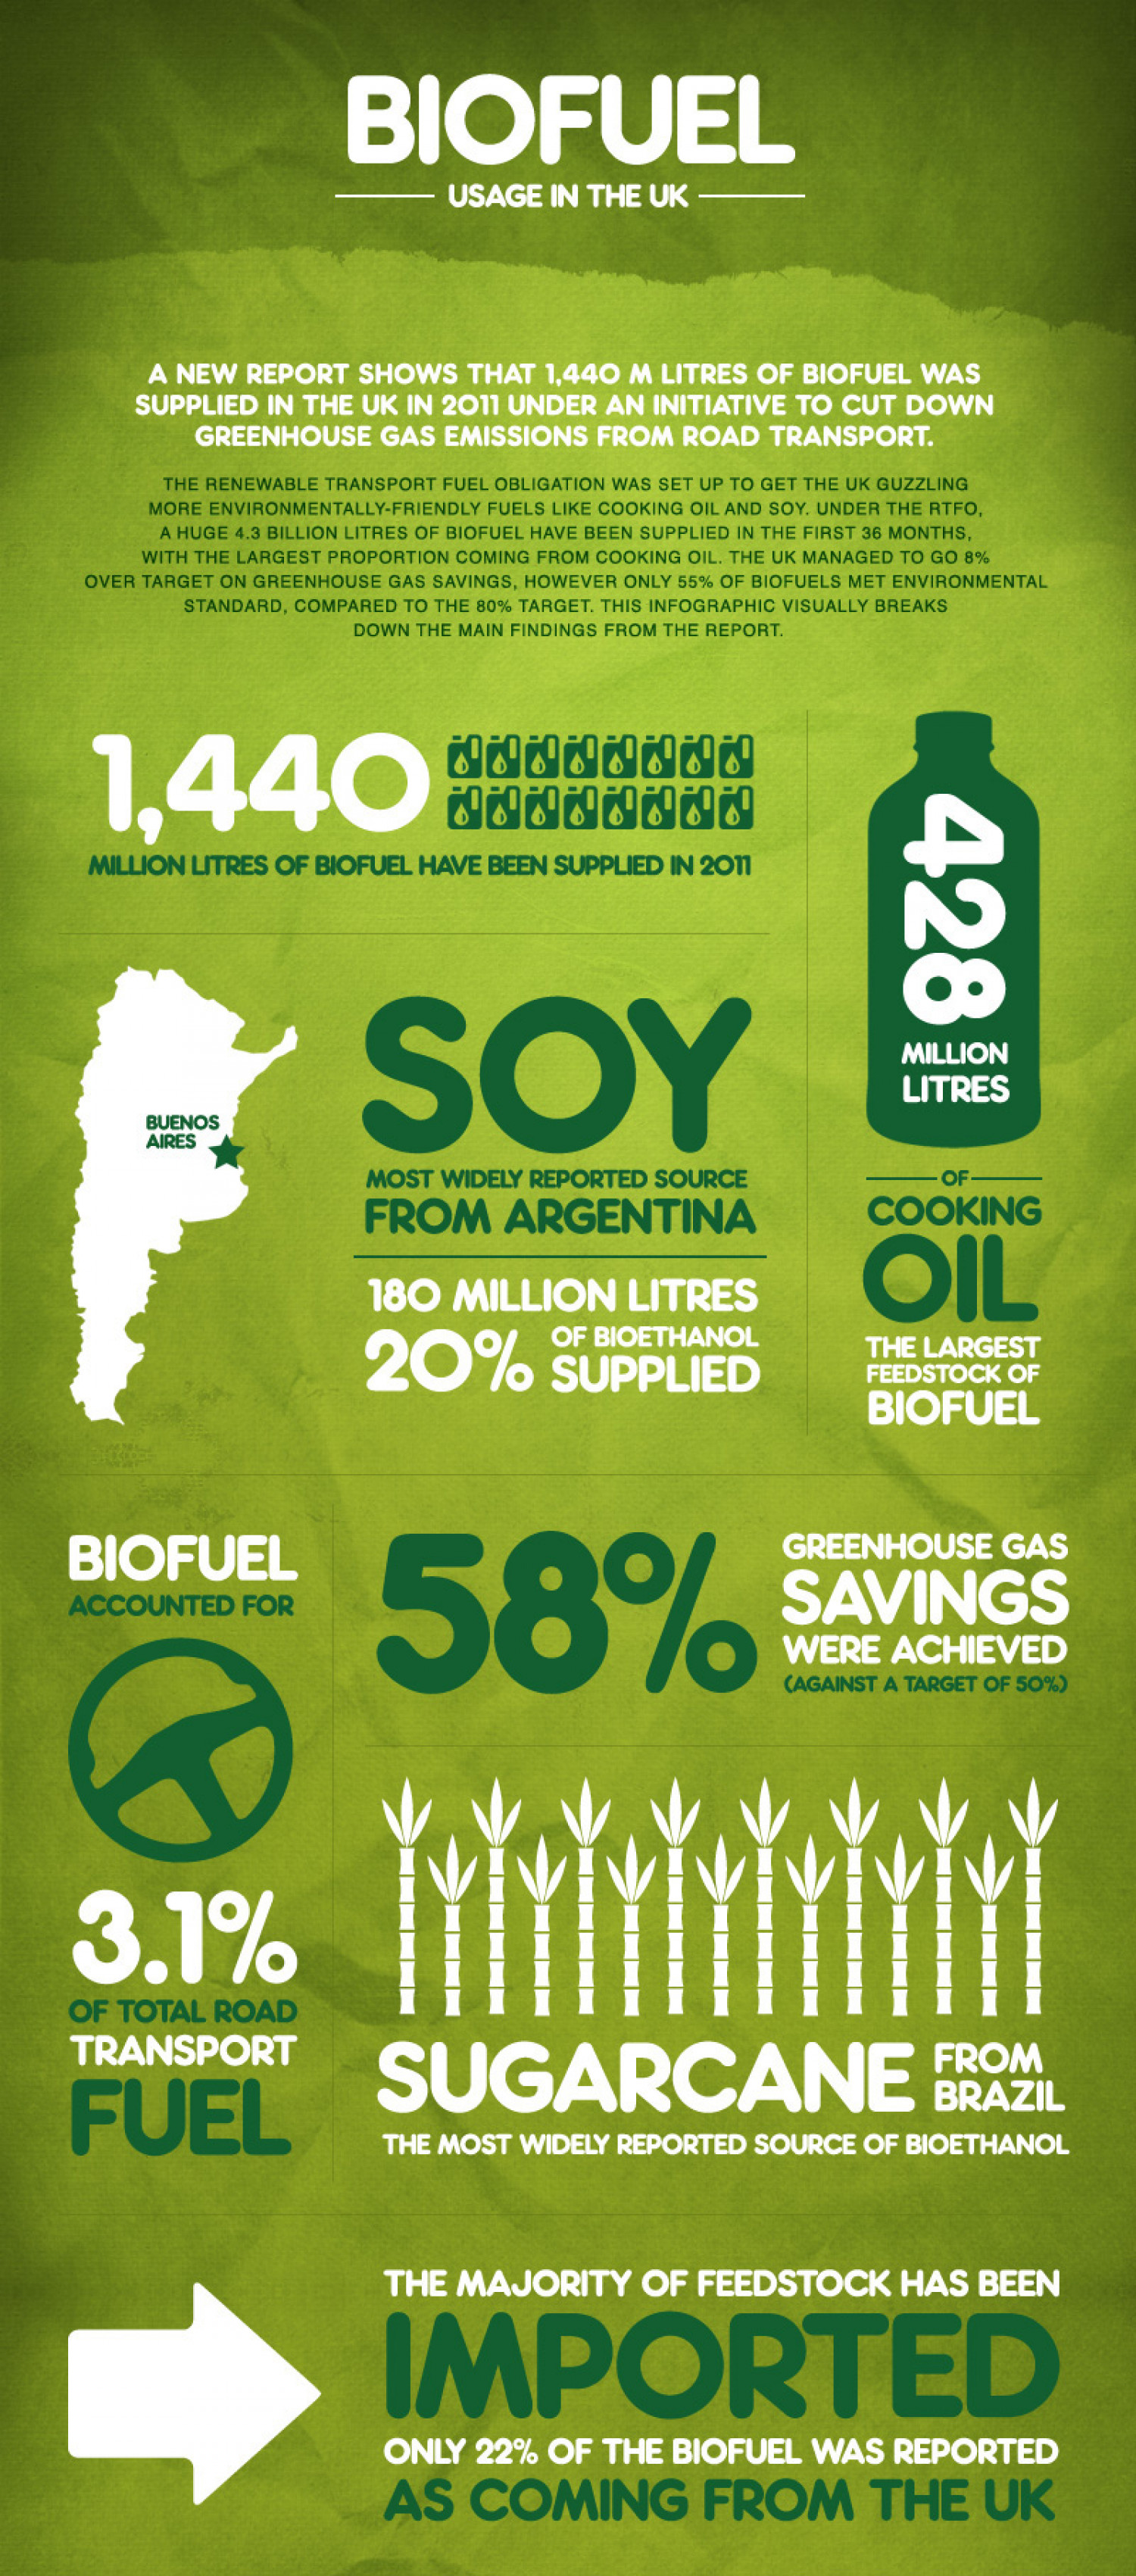 BIOFUEL
USAGE IN THE UK
A NEW REPORT SHOWS THAT 1,440 M LITRES OF BIOFUEL WAS
SUPPLIED IN THE UK IN 2011 UNDER AN INITIATIVE TO CUT DOWN
GREENHOUSE GAS EMISSIONS FROM ROAD TRANSPORT.
THE RENEWABLE TRANSPORT FUEL OBLIGATION WAS SET UP TO GET THE UK GUZZLING
MORE ENVIRONMENTALLY-FRIENDLY FUELS LIKE COOKING OIL AND SOY. UNDER THE RTFO,
A HUGE 4.3 BILLION LITRES OF BIOFUEL HAVE BEEN SUPPLIED IN THE FIRST 36 MONTHS,
WITH THE LARGEST PROPORTION COMING FROM COOKING OIL. THE UK MANAGED TO GO 8%
OVER TARGET ON GREENHOUSE GAS SAVINGS, HOWEVER ONLY 55% OF BIOFUELS MET ENVIRONMENTAL
STANDARD, COMPARED TO THE 80% TARGET. THIS INFOGRAPHIC VISUALLY BREAKS
DOWN THE MAIN FINDINGS FROM THE REPORT.
1,440
MILLION LITRES OF BIOFUEL HAVE BEEN SUPPLIED IN 2011
428
MILLION
LITRES
OF
COOKING
OIL
THE LARGEST
FEEDSTOCK OF
BIOFUEL
BUENOS
AIRES
SOY
MOST WIDELY REPORTED SOURCE
FROM ARGENTINA
180 MILLION LITRES
20% OF BIOETHANOL
SUPPLIED
BIOFUEL
ACCOUNTED FOR
3.1%
OF TOTAL ROAD
TRANSPORT
FUEL
58%
GREENHOUSE GAS
SAVINGS
WERE ACHIEVED
(AGAINST A TARGET OF 50%)
SUGARCANE FROM
BRAZIL
THE MOST WIDELY REPORTED SOURCE OF BIOETHANOL
THE MAJORITY OF FEEDSTOCK HAS BEEN
IMPORTED
ONLY 22% OF THE BIOFUEL WAS REPORTED
AS COMING FROM THE UK